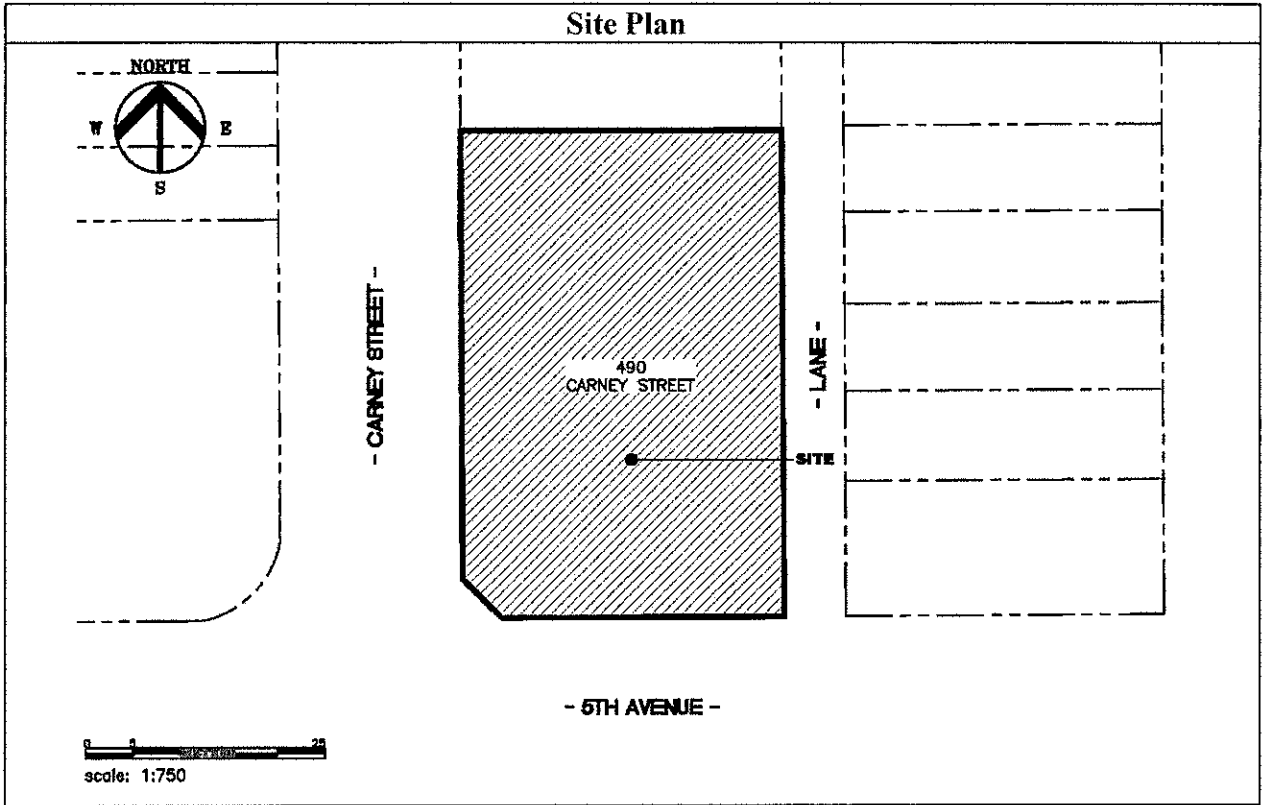 Site Plan
NORTH
W E
S
- CARNEY STREET -
490
CARNEY STREET
- LANE -
SITE
- 5TH AVENUE -
0 5 25
scale: 1:750